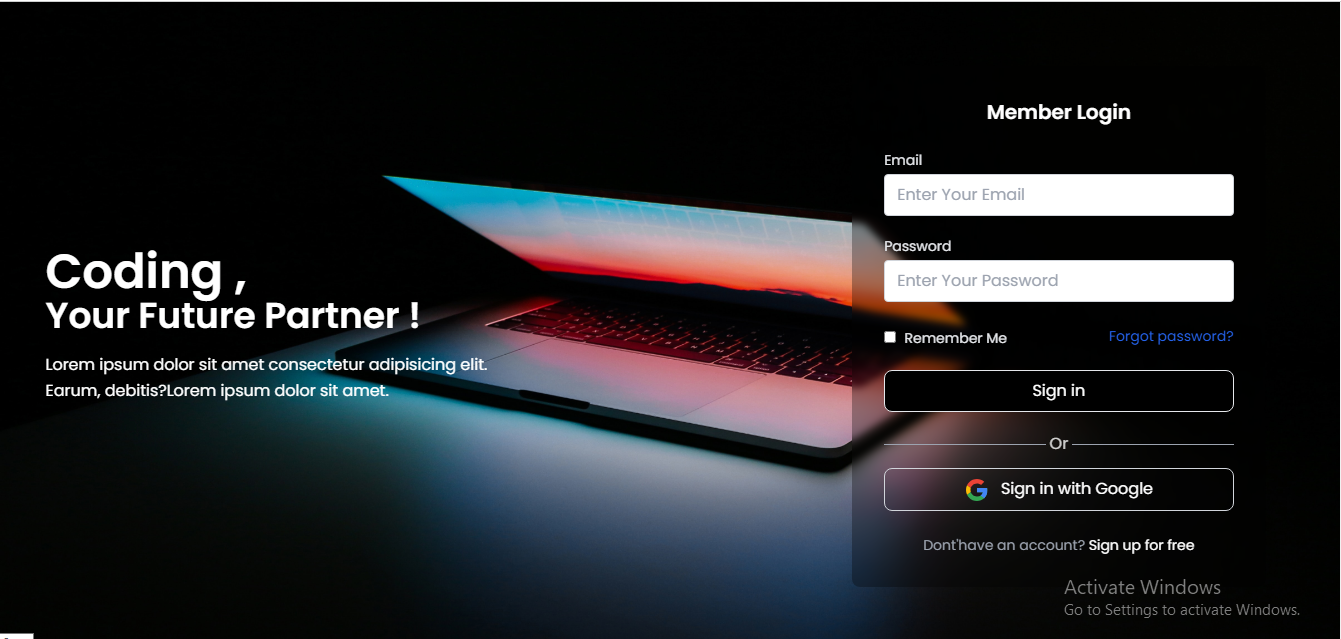 Member Login
Email
Enter Your Email
Password
Enter Your Password
Remember Me
Forgot password?
Sign in
Or
Sign in with Google
Dont'have an account? Sign up for free
Coding ,
Your Future Partner !
Lorem ipsum dolor sit amet consectetur adipisicing elit.
Earum, debitis?Lorem ipsum dolor sit amet.
Activate Windows
Go to Settings to activate Windows.